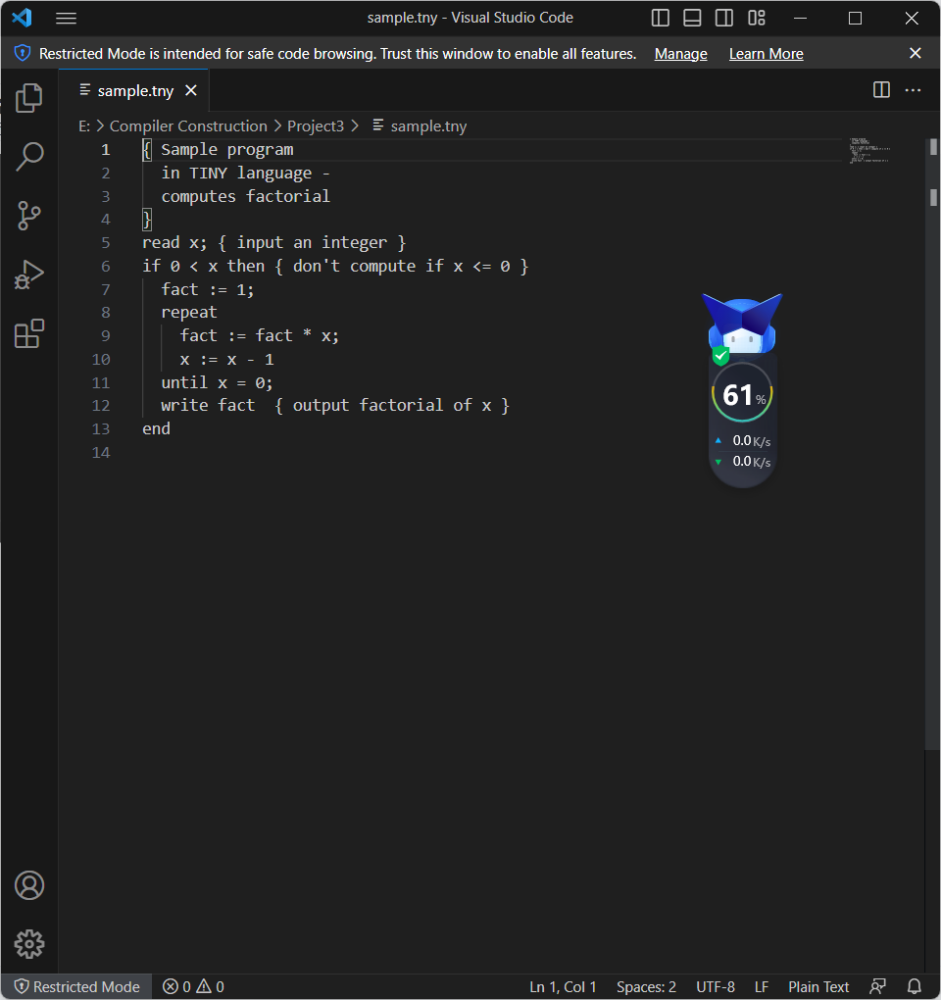 sample.tny - Visual Studio Code
Restricted Mode is intended for safe code browsing. Trust this window to enable all features. Manage Learn More
sample.tny
E: > Compiler Construction > Project3 > sample.tny
1 { Sample program
2   in TINY language -
3   computes factorial
4 }
5 read x; { input an integer }
6 if 0 < x then { don't compute if x <= 0 }
7   fact := 1;
8   repeat
9     fact := fact * x;
10     x := x - 1
11   until x = 0;
12   write fact  { output factorial of x }
13 end
14
61%
0.0 K/s
0.0 K/s
Restricted Mode 0 0 Ln 1, Col 1 Spaces: 2 UTF-8 LF Plain Text